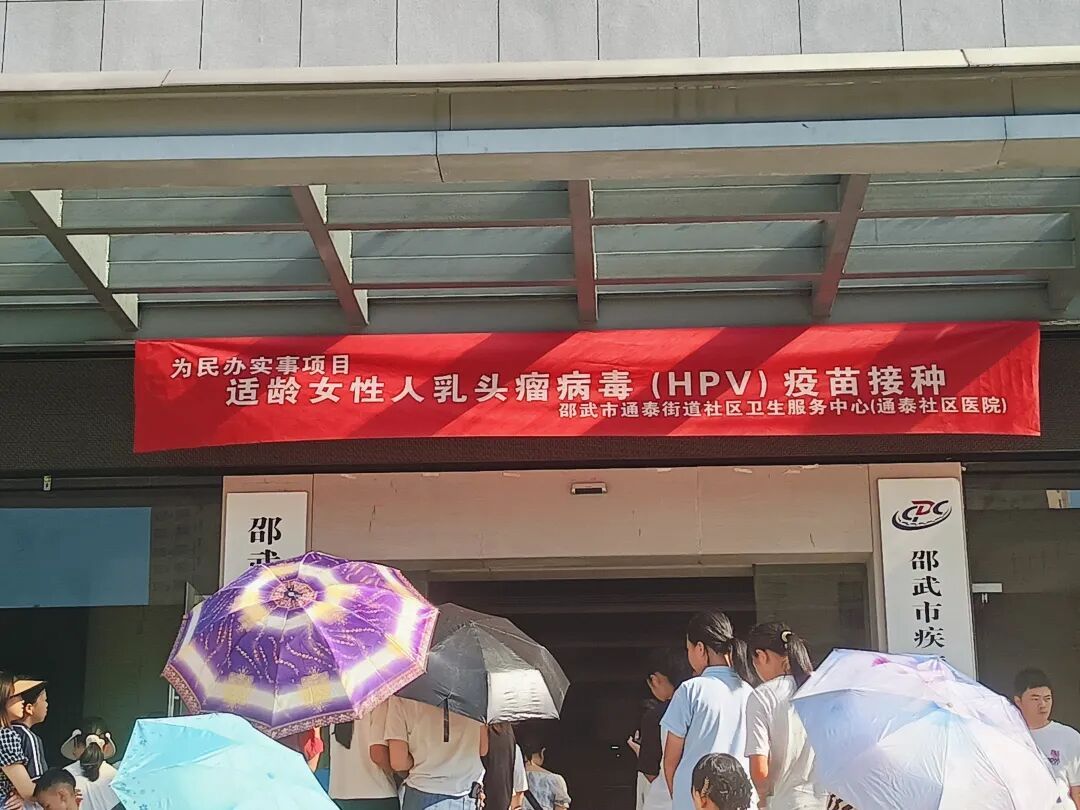 为民办实事项目
适龄女性人乳头瘤病毒(HPV)疫苗接种
邵武市通泰街道社区卫生服务中心(通泰社区医院)
邵武
CDC
邵武市疾